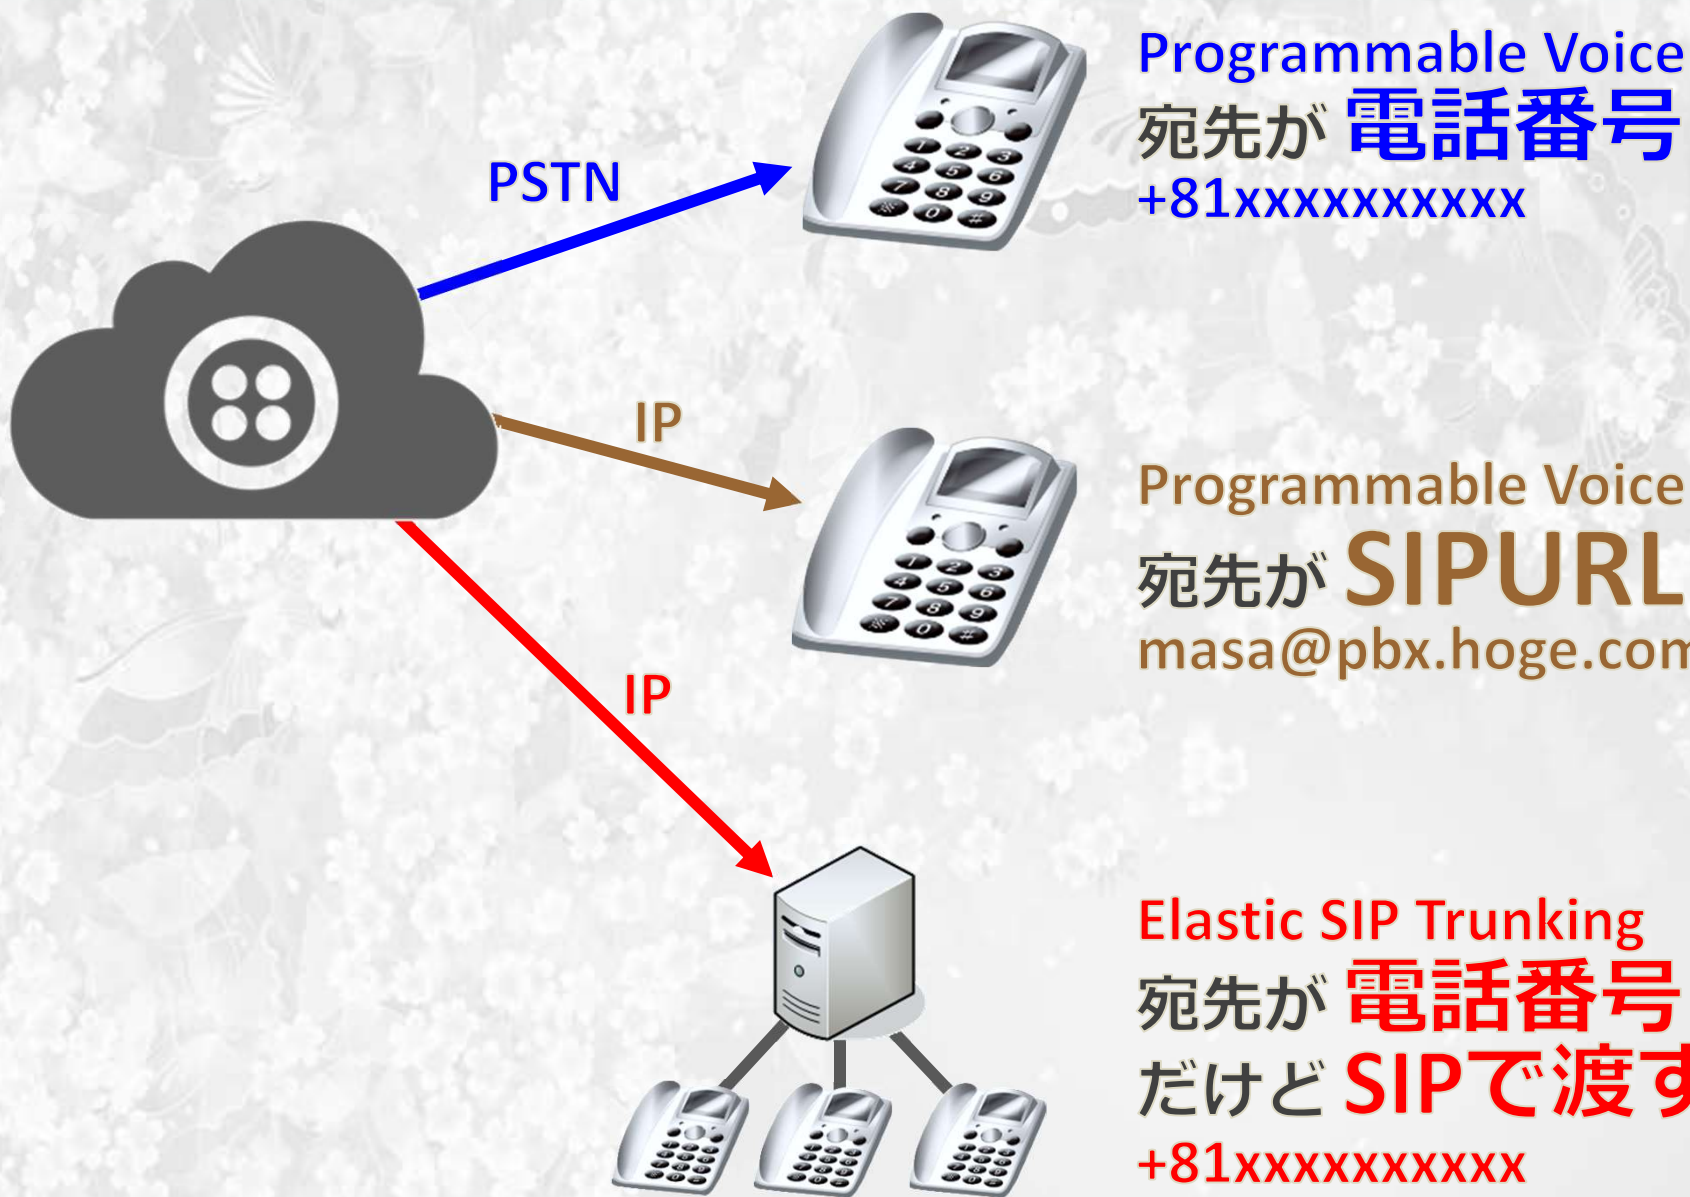 PSTN
Programmable Voice
宛先が 電話番号
+81xxxxxxxxxx
IP
Programmable Voice
宛先が SIPURL
masa@pbx.hoge.com
IP
Elastic SIP Trunking
宛先が 電話番号
だけど SIPで渡す
+81xxxxxxxxxx